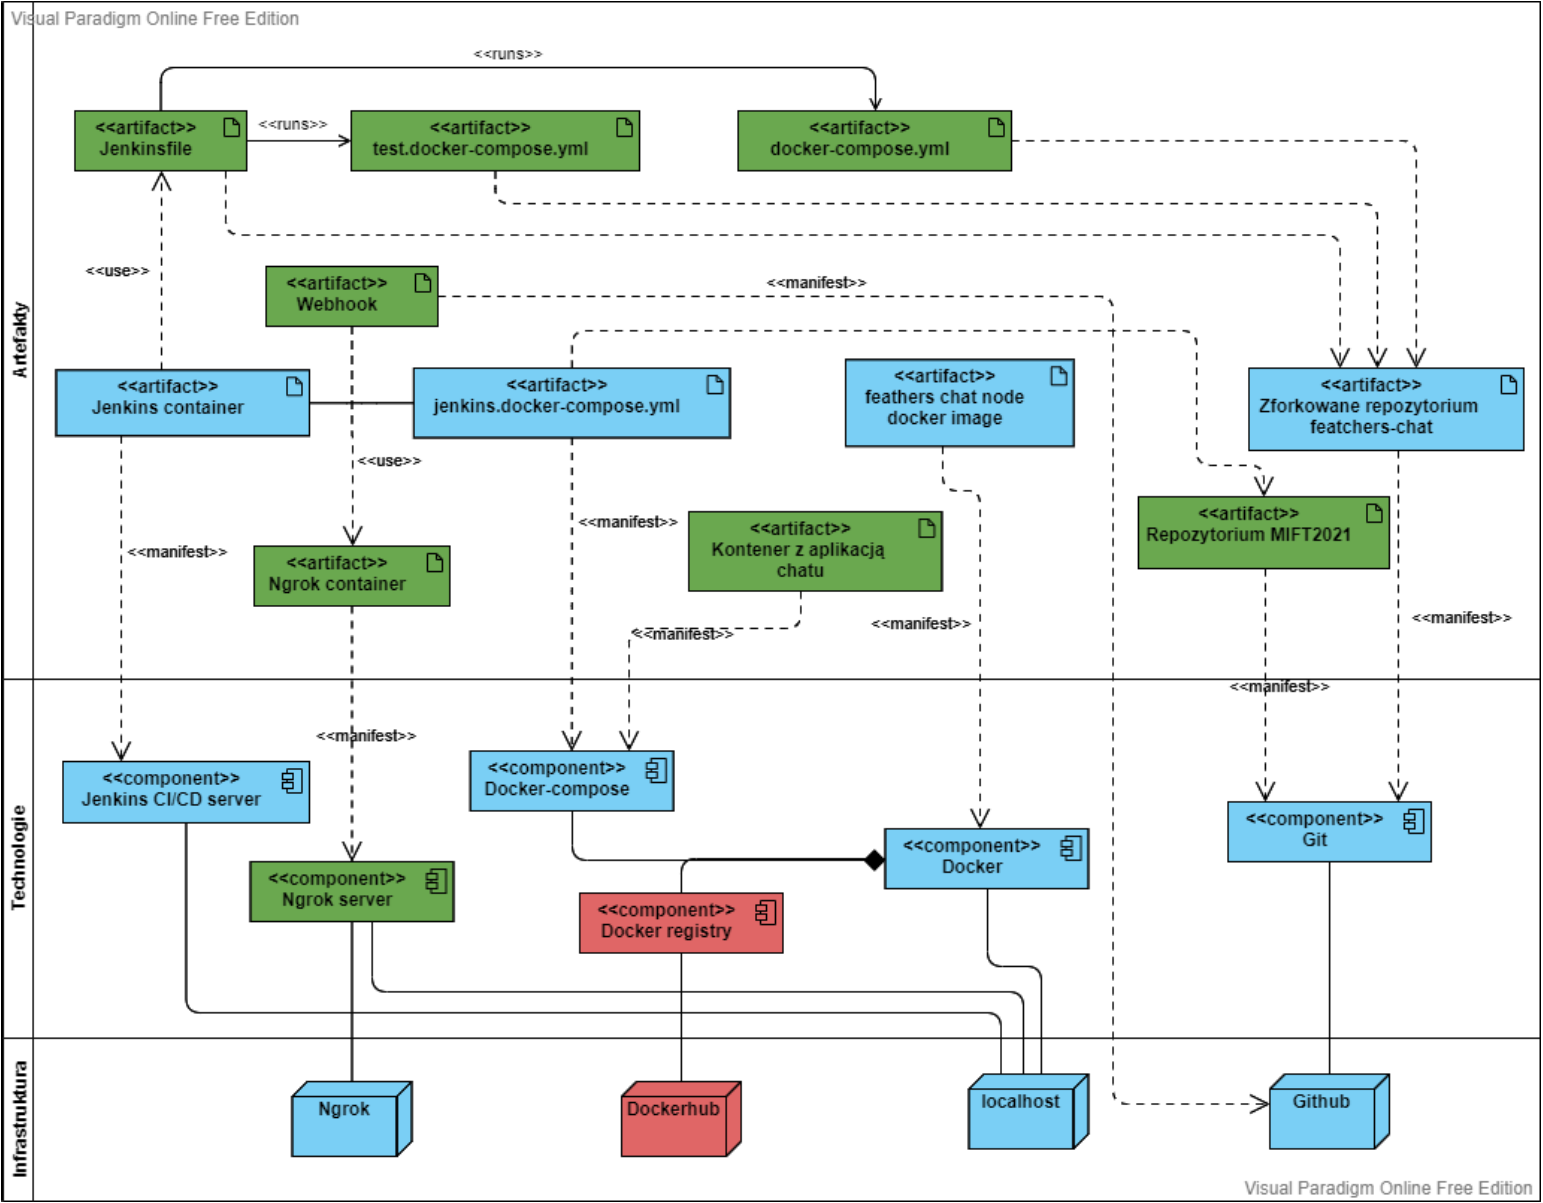 Visual Paradigm Online Free Edition
<<runs>>
<<artifact>>
Jenkinsfile
<<runs>>
<<artifact>>
test.docker-compose.yml
<<artifact>>
docker-compose.yml
<<use>>
<<artifact>>
Webhook
<<manifest>>
Artefakty
<<artifact>>
Jenkins container
<<artifact>>
jenkins.docker-compose.yml
<<artifact>>
feathers chat node
docker image
<<artifact>>
Zforkowane repozytorium
featchers-chat
<<use>>
<<manifest>>
<<artifact>>
Repozytorium MIFT2021
<<artifact>>
Kontener z aplikacją
chatu
<<manifest>>
<<artifact>>
Ngrok container
<<manifest>>
<<manifest>>
<<manifest>>
<<manifest>>
<<manifest>>
Technologie
<<component>>
Jenkins CI/CD server
<<component>>
Docker-compose
<<component>>
Docker
<<component>>
Git
<<component>>
Ngrok server
<<component>>
Docker registry
Infrastruktura
Ngrok
Dockerhub
localhost
Github
Visual Paradigm Online Free Edition